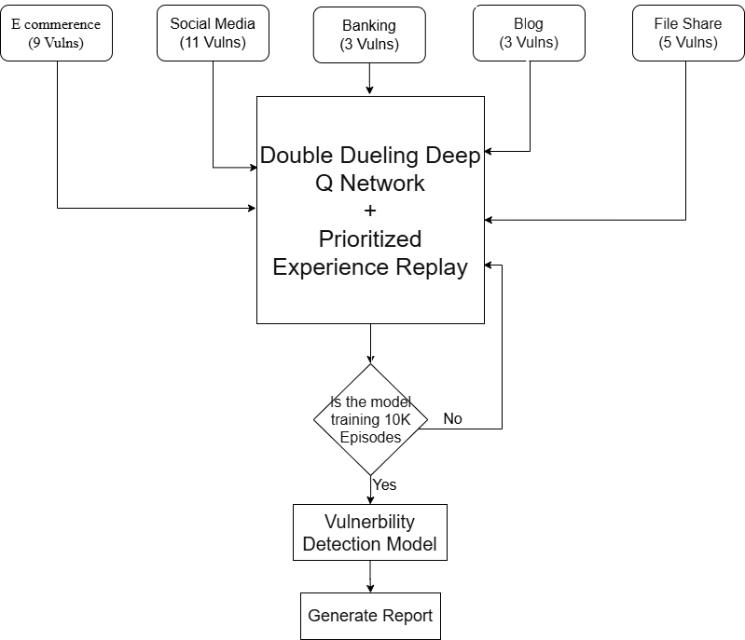 E commerence
(9 Vulns)
Social Media
(11 Vulns)
Banking
(3 Vulns)
Blog
(3 Vulns)
File Share
(5 Vulns)
Double Dueling Deep
Q Network
+
Prioritized
Experience Replay
Is the model
training 10K
Episodes
No
Yes
Vulnerbility
Detection Model
Generate Report